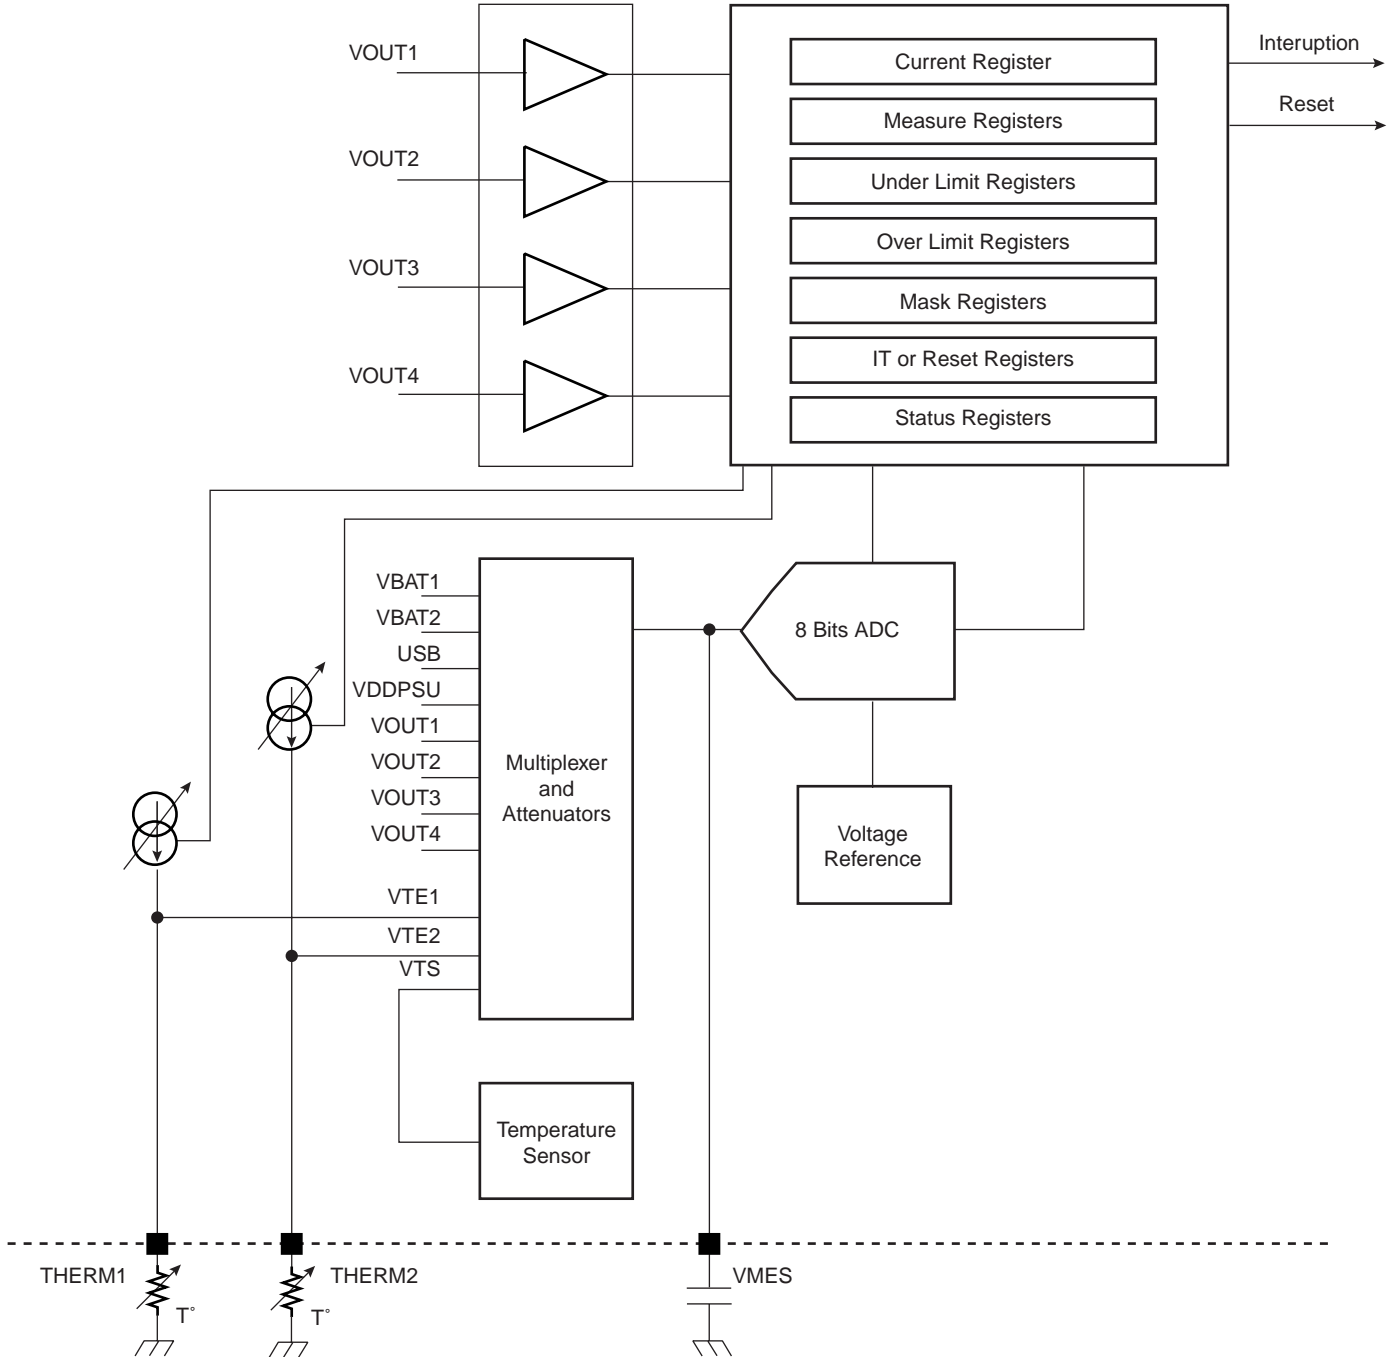 VOUT1
VOUT2
VOUT3
VOUT4
Current Register
Measure Registers
Under Limit Registers
Over Limit Registers
Mask Registers
IT or Reset Registers
Status Registers
Interuption
Reset
VBAT1
VBAT2
USB
VDDPSU
VOUT1
VOUT2
VOUT3
VOUT4
VTE1
VTE2
VTS
Multiplexer
and
Attenuators
8 Bits ADC
Voltage
Reference
Temperature
Sensor
THERM1
T°
THERM2
T°
VMES